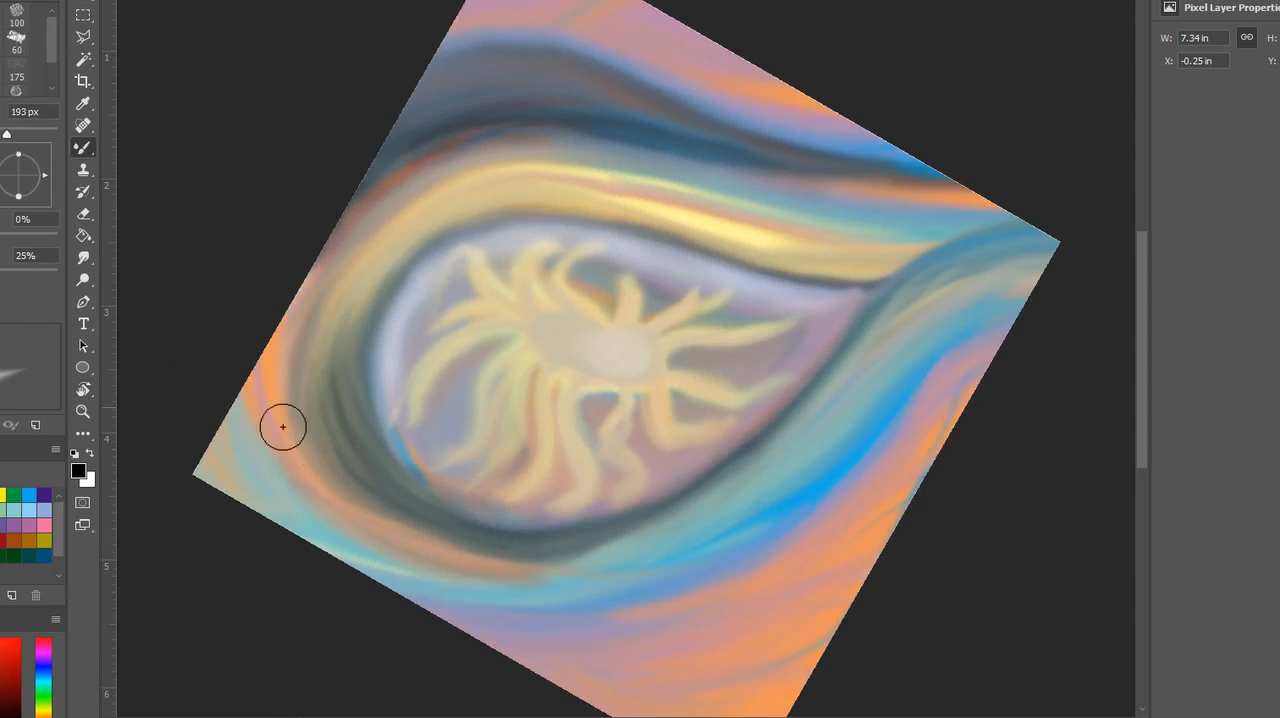 100
60
175
193 px
0%
25%
T
1
2
3
4
5
6
Pixel Layer Properti
W: 7.34 in
H:
X: -0.25 in
Y: